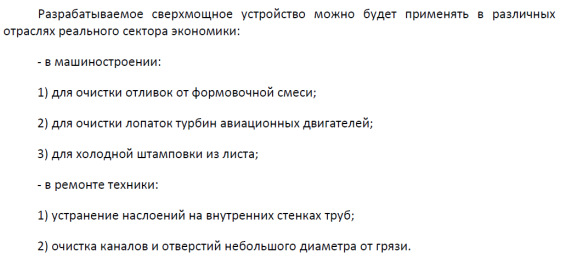 Разрабатываемое сверхмощное устройство можно будет применять в различных
отраслях реального сектора экономики:
- в машиностроении:
1) для очистки отливок от формовочной смеси;
2) для очистки лопаток турбин авиационных двигателей;
3) для холодной штамповки из листа;
- в ремонте техники:
1) устранение наслоений на внутренних стенках труб;
2) очистка каналов и отверстий небольшого диаметра от грязи.